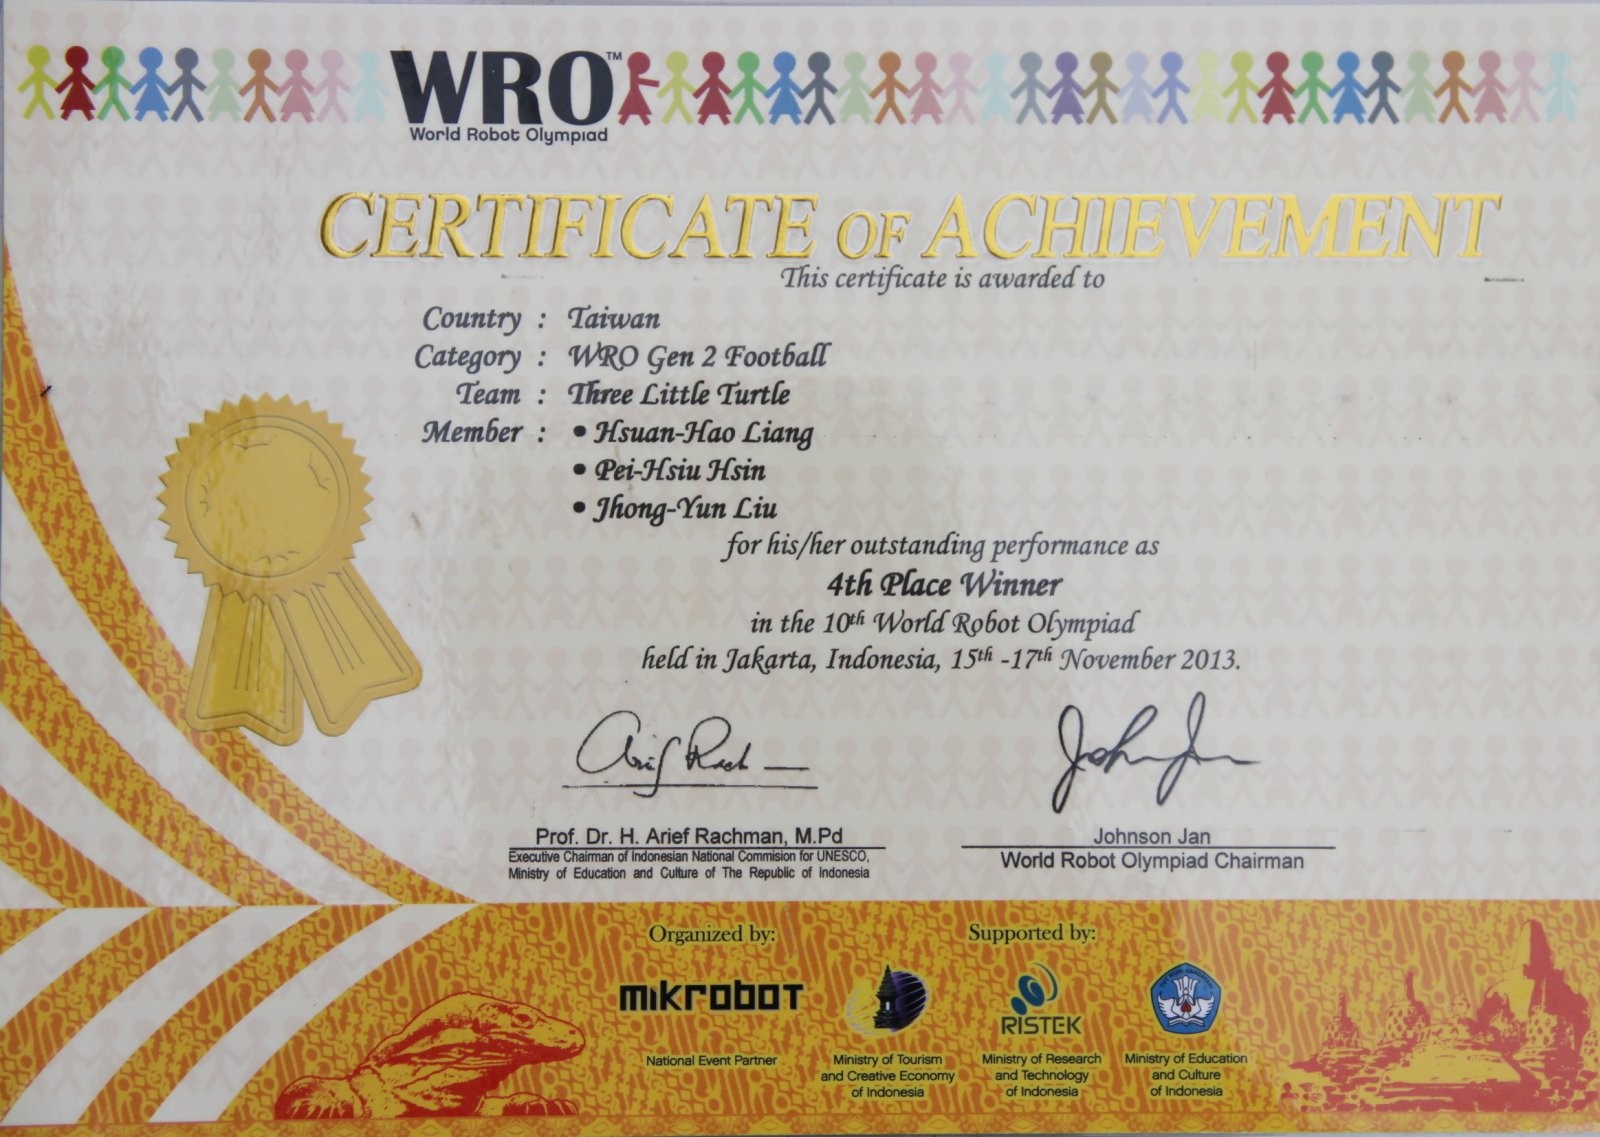 WRO™
World Robot Olympiad
CERTIFICATE OF ACHIEVEMENT
This certificate is awarded to
Country : Taiwan
Category : WRO Gen 2 Football
Team : Three Little Turtle
Member : • Hsuan-Hao Liang
• Pei-Hsiu Hsin
• Jhong-Yun Liu
for his/her outstanding performance as
4th Place Winner
in the 10th World Robot Olympiad
held in Jakarta, Indonesia, 15th -17th November 2013.
Prof. Dr. H. Arief Rachman, M.Pd
Executive Chairman of Indonesian National Commision for UNESCO,
Ministry of Education and Culture of The Republic of Indonesia
Johnson Jan
World Robot Olympiad Chairman
Organized by:
mikrobot
National Event Partner
Supported by:
Ministry of Tourism
and Creative Economy
of Indonesia
RISTEK
Ministry of Research
and Technology
of Indonesia
Ministry of Education
and Culture
of Indonesia